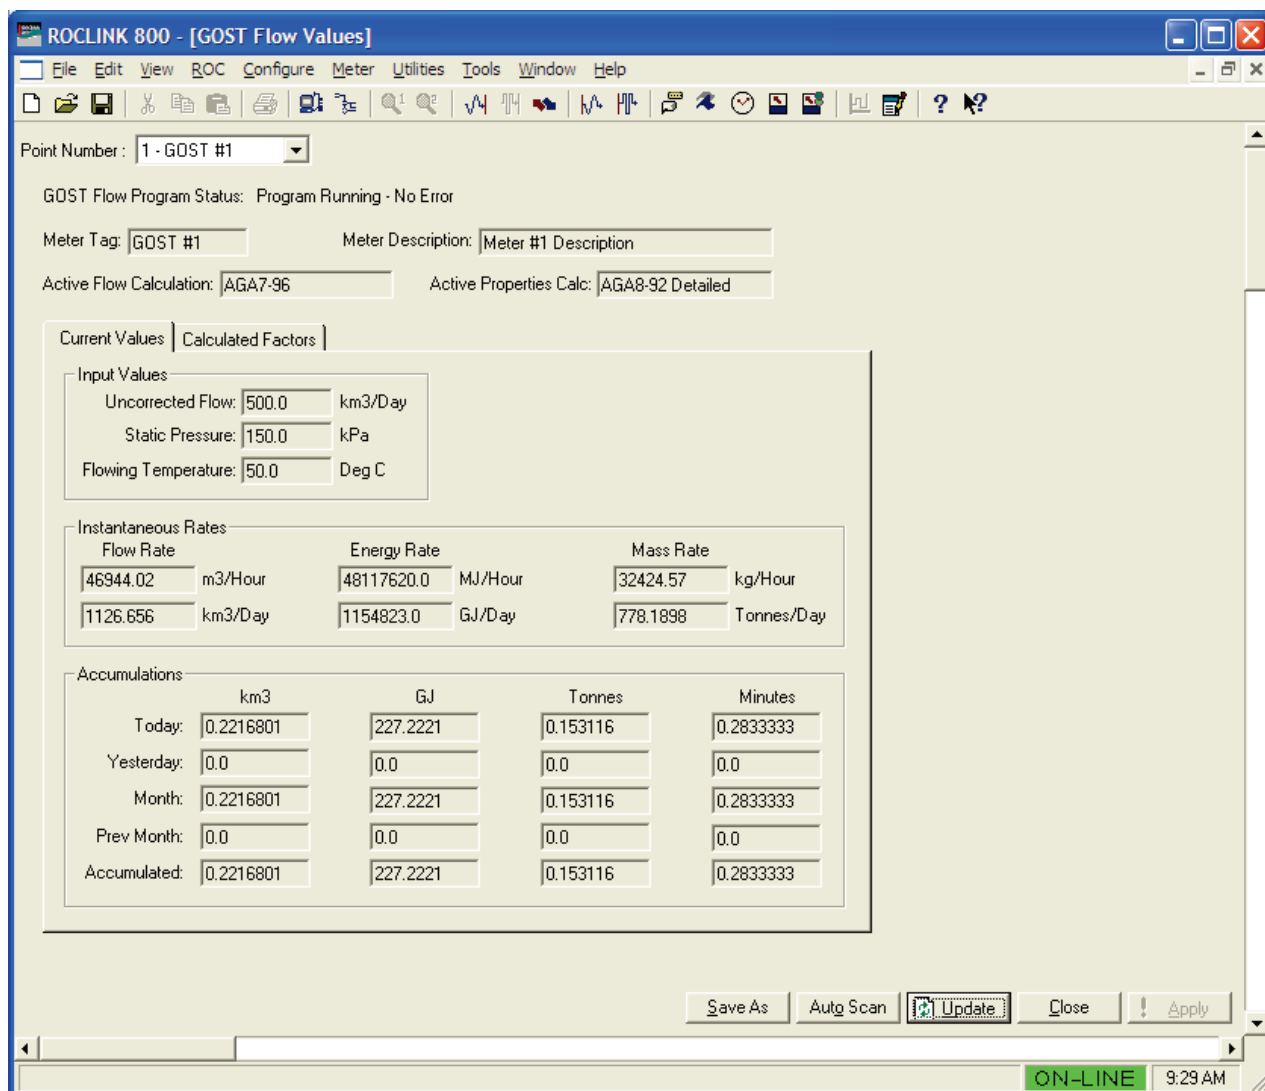 ROCLINK 800 - [GOST Flow Values]
File Edit View ROC Configure Meter Utilities Tools Window Help
Point Number : 1 - GOST #1
GOST Flow Program Status: Program Running - No Error
Meter Tag: GOST #1 Meter Description: Meter #1 Description
Active Flow Calculation: AGA7-96 Active Properties Calc: AGA8-92 Detailed
Current Values Calculated Factors
Input Values
Uncorrected Flow: 500.0 km3/Day
Static Pressure: 150.0 kPa
Flowing Temperature: 50.0 Deg C
Instantaneous Rates
Flow Rate Energy Rate Mass Rate
46944.02 m3/Hour 48117620.0 MJ/Hour 32424.57 kg/Hour
1126.656 km3/Day 1154823.0 GJ/Day 778.1898 Tonnes/Day
Accumulations
km3 GJ Tonnes Minutes
Today: 0.2216801 227.2221 0.153116 0.2833333
Yesterday: 0.0 0.0 0.0 0.0
Month: 0.2216801 227.2221 0.153116 0.2833333
Prev Month: 0.0 0.0 0.0 0.0
Accumulated: 0.2216801 227.2221 0.153116 0.2833333
Save As Auto Scan Update Close ! Apply
ON-LINE 9:29 AM